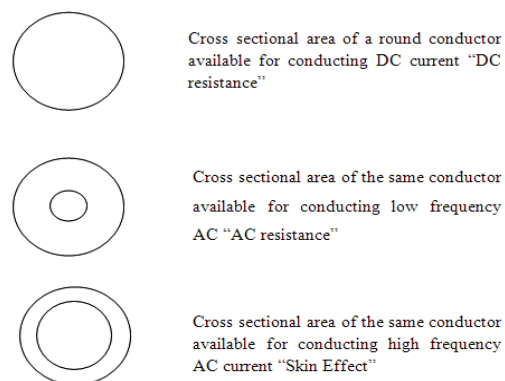 Cross sectional area of a round conductor
available for conducting DC current “DC
resistance”
Cross sectional area of the same conductor
available for conducting low frequency
AC “AC resistance”
Cross sectional area of the same conductor
available for conducting high frequency
AC current “Skin Effect”